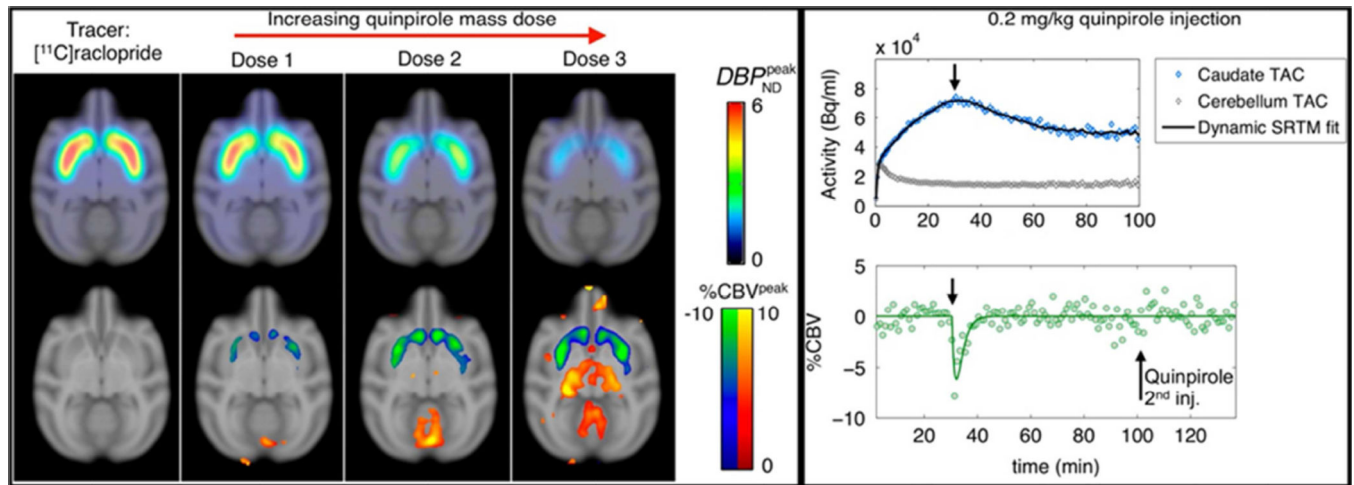 Increasing quinpirole mass dose
Tracer:
[¹¹C]raclopride
Dose 1
Dose 2
Dose 3
DBP^peak_ND
6
0
%CBV^peak
-10
10
0
0.2 mg/kg quinpirole injection
x 10⁴
Activity (Bq/ml)
8
6
4
2
0
0
20
40
60
80
100
Caudate TAC
Cerebellum TAC
Dynamic SRTM fit
%CBV
5
0
−5
−10
20
40
60
80
100
120
Quinpirole
2nd inj.
time (min)